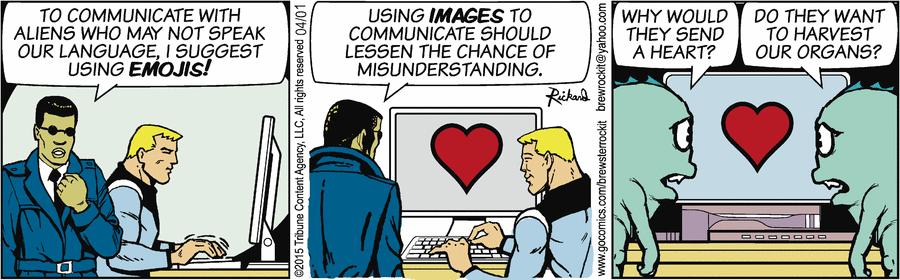 TO COMMUNICATE WITH
ALIENS WHO MAY NOT SPEAK
OUR LANGUAGE, I SUGGEST
USING EMOJIS!
©2015 Tribune Content Agency, LLC, All rights reserved 04/01
USING IMAGES TO
COMMUNICATE SHOULD
LESSEN THE CHANCE OF
MISUNDERSTANDING.
Rickard
www.gocomics.com/brewsterrockit brewrockit@yahoo.com
WHY WOULD
THEY SEND
A HEART?
DO THEY WANT
TO HARVEST
OUR ORGANS?